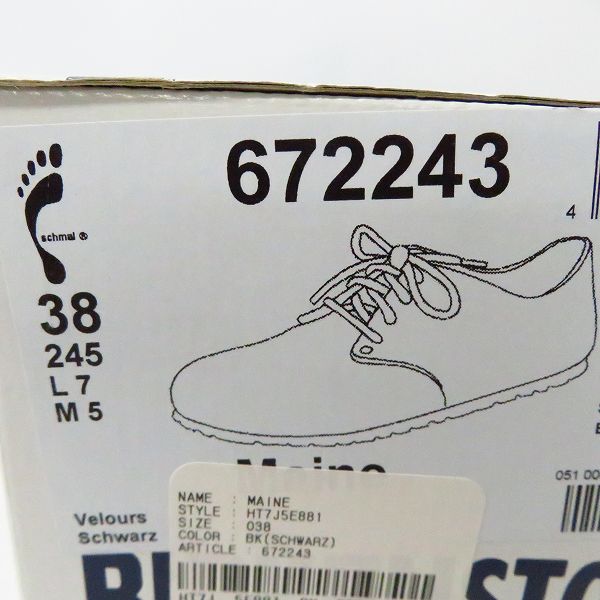 672243
schmal ®
4
38
245
L 7
M 5
Maine
051 00
Velours
Schwarz
NAME : MAINE
STYLE : HT7J5E881
SIZE : 038
COLOR : BK(SCHWARZ)
ARTICLE : 672243